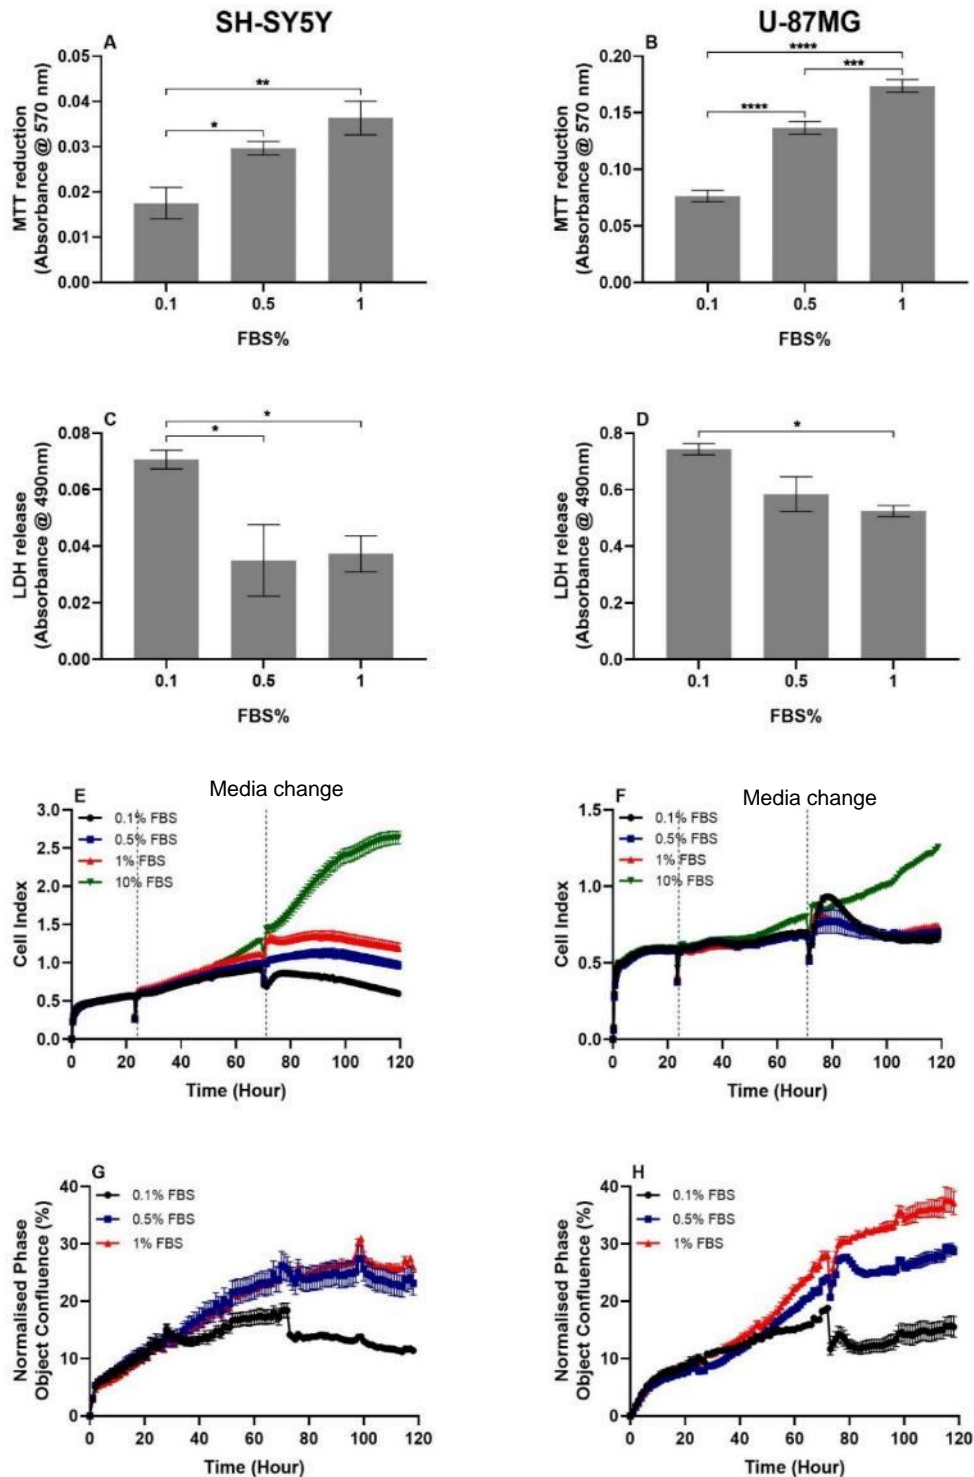 SH-SY5Y
U-87MG
A
MTT reduction
(Absorbance @ 570 nm)
0.05
0.04
0.03
0.02
0.01
0.00
**
*
0.1 0.5 1
FBS%
B
MTT reduction
(Absorbance @ 570 nm)
0.20
0.15
0.10
0.05
0.00
****
***
****
0.1 0.5 1
FBS%
C
LDH release
(Absorbance @ 490nm)
0.08
0.06
0.04
0.02
0.00
*
*
0.1 0.5 1
FBS%
D
LDH release
(Absorbance @ 490nm)
0.8
0.6
0.4
0.2
0.0
*
0.1 0.5 1
FBS%
E
Media change
Cell Index
3.0
2.5
2.0
1.5
1.0
0.5
0.0
0.1% FBS
0.5% FBS
1% FBS
10% FBS
0 20 40 60 80 100 120
Time (Hour)
F
Media change
Cell Index
1.5
1.0
0.5
0.0
0.1% FBS
0.5% FBS
1% FBS
10% FBS
0 20 40 60 80 100 120
Time (Hour)
G
Normalised Phase
Object Confluence (%)
40
30
20
10
0
0.1% FBS
0.5% FBS
1% FBS
0 20 40 60 80 100 120
Time (Hour)
H
Normalised Phase
Object Confluence (%)
40
30
20
10
0
0.1% FBS
0.5% FBS
1% FBS
0 20 40 60 80 100 120
Time (Hour)